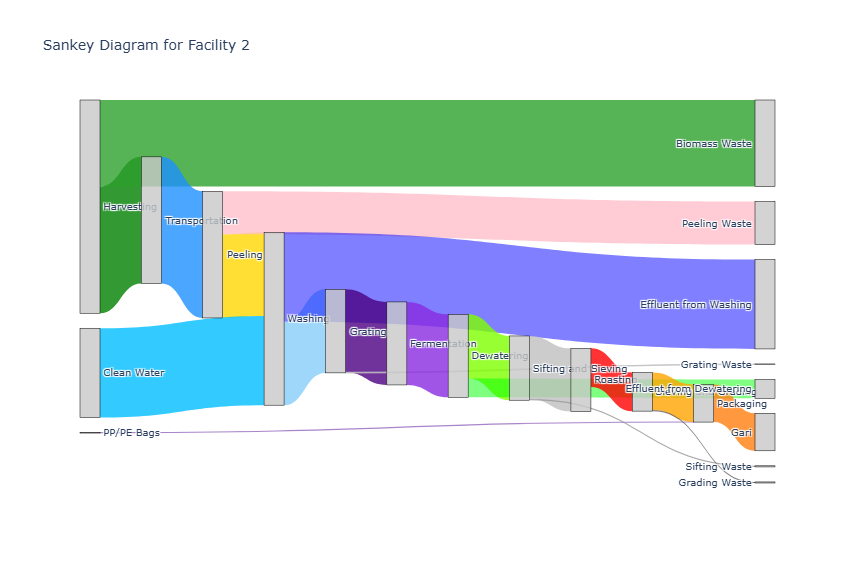 Sankey Diagram for Facility 2
Biomass Waste
Harvesting
Transportation
Peeling Waste
Peeling
Effluent from Washing
Washing
Grating
Fermentation
Dewatering
Grating Waste
Sifting and Sieving
Clean Water
Roasting
Effluent from Dewatering
Packaging
PP/PE Bags
Gari
Sifting Waste
Grading Waste